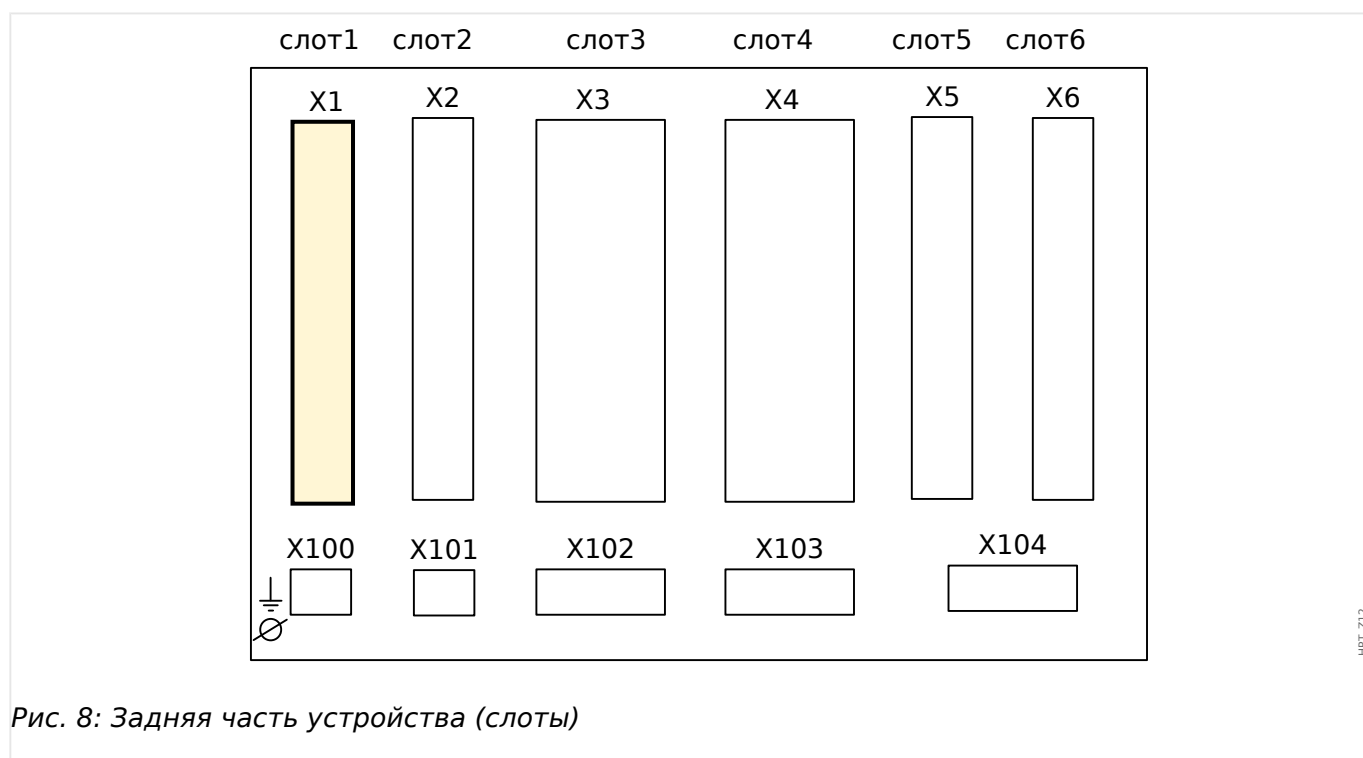 слот1 слот2 слот3 слот4 слот5 слот6
X1 X2 X3 X4 X5 X6
X100 X101 X102 X103 X104
Рис. 8: Задняя часть устройства (слоты)